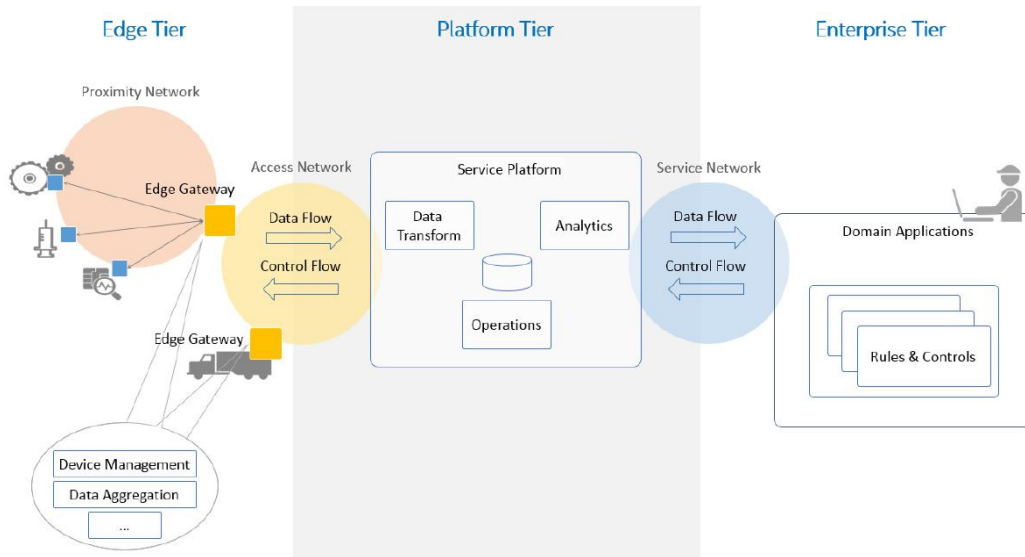 Edge Tier
Platform Tier
Enterprise Tier
Proximity Network
Access Network
Service Platform
Service Network
Edge Gateway
Data Flow
Control Flow
Data
Transform
Analytics
Operations
Data Flow
Control Flow
Domain Applications
Rules & Controls
Edge Gateway
Device Management
Data Aggregation
...